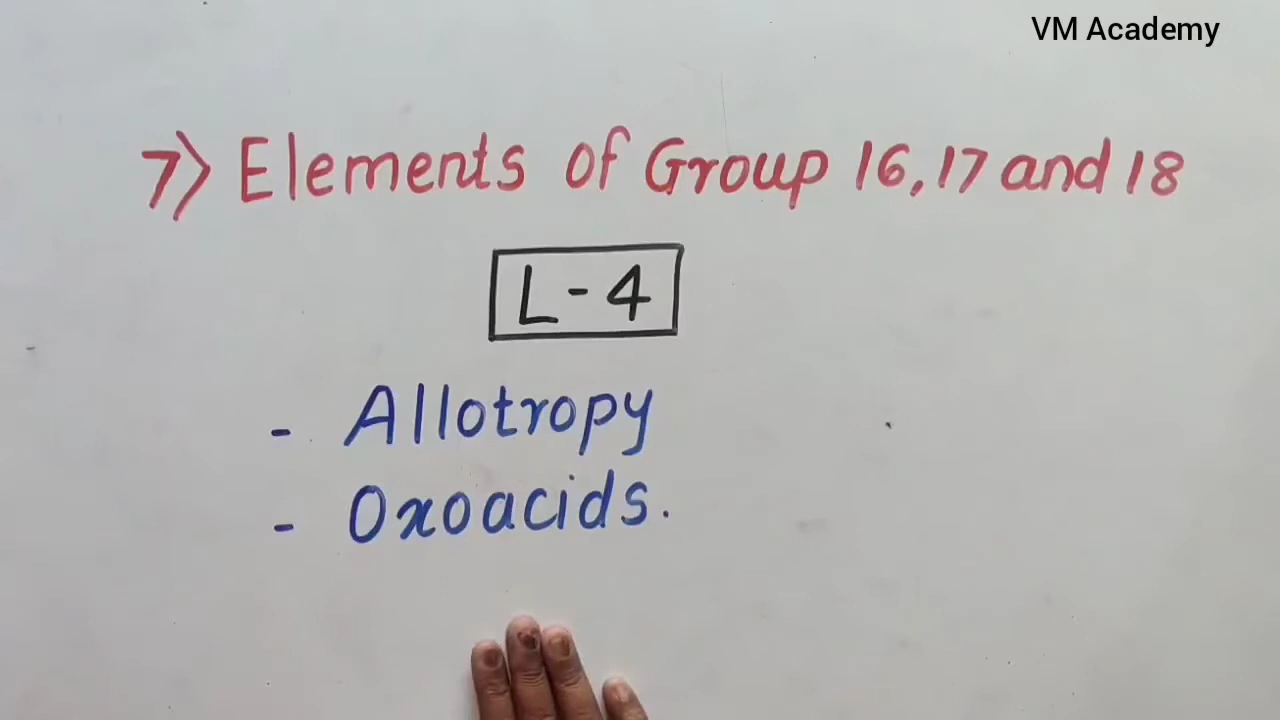 VM Academy
7) Elements of Group 16, 17 and 18
L - 4
- Allotropy
- Oxoacids.